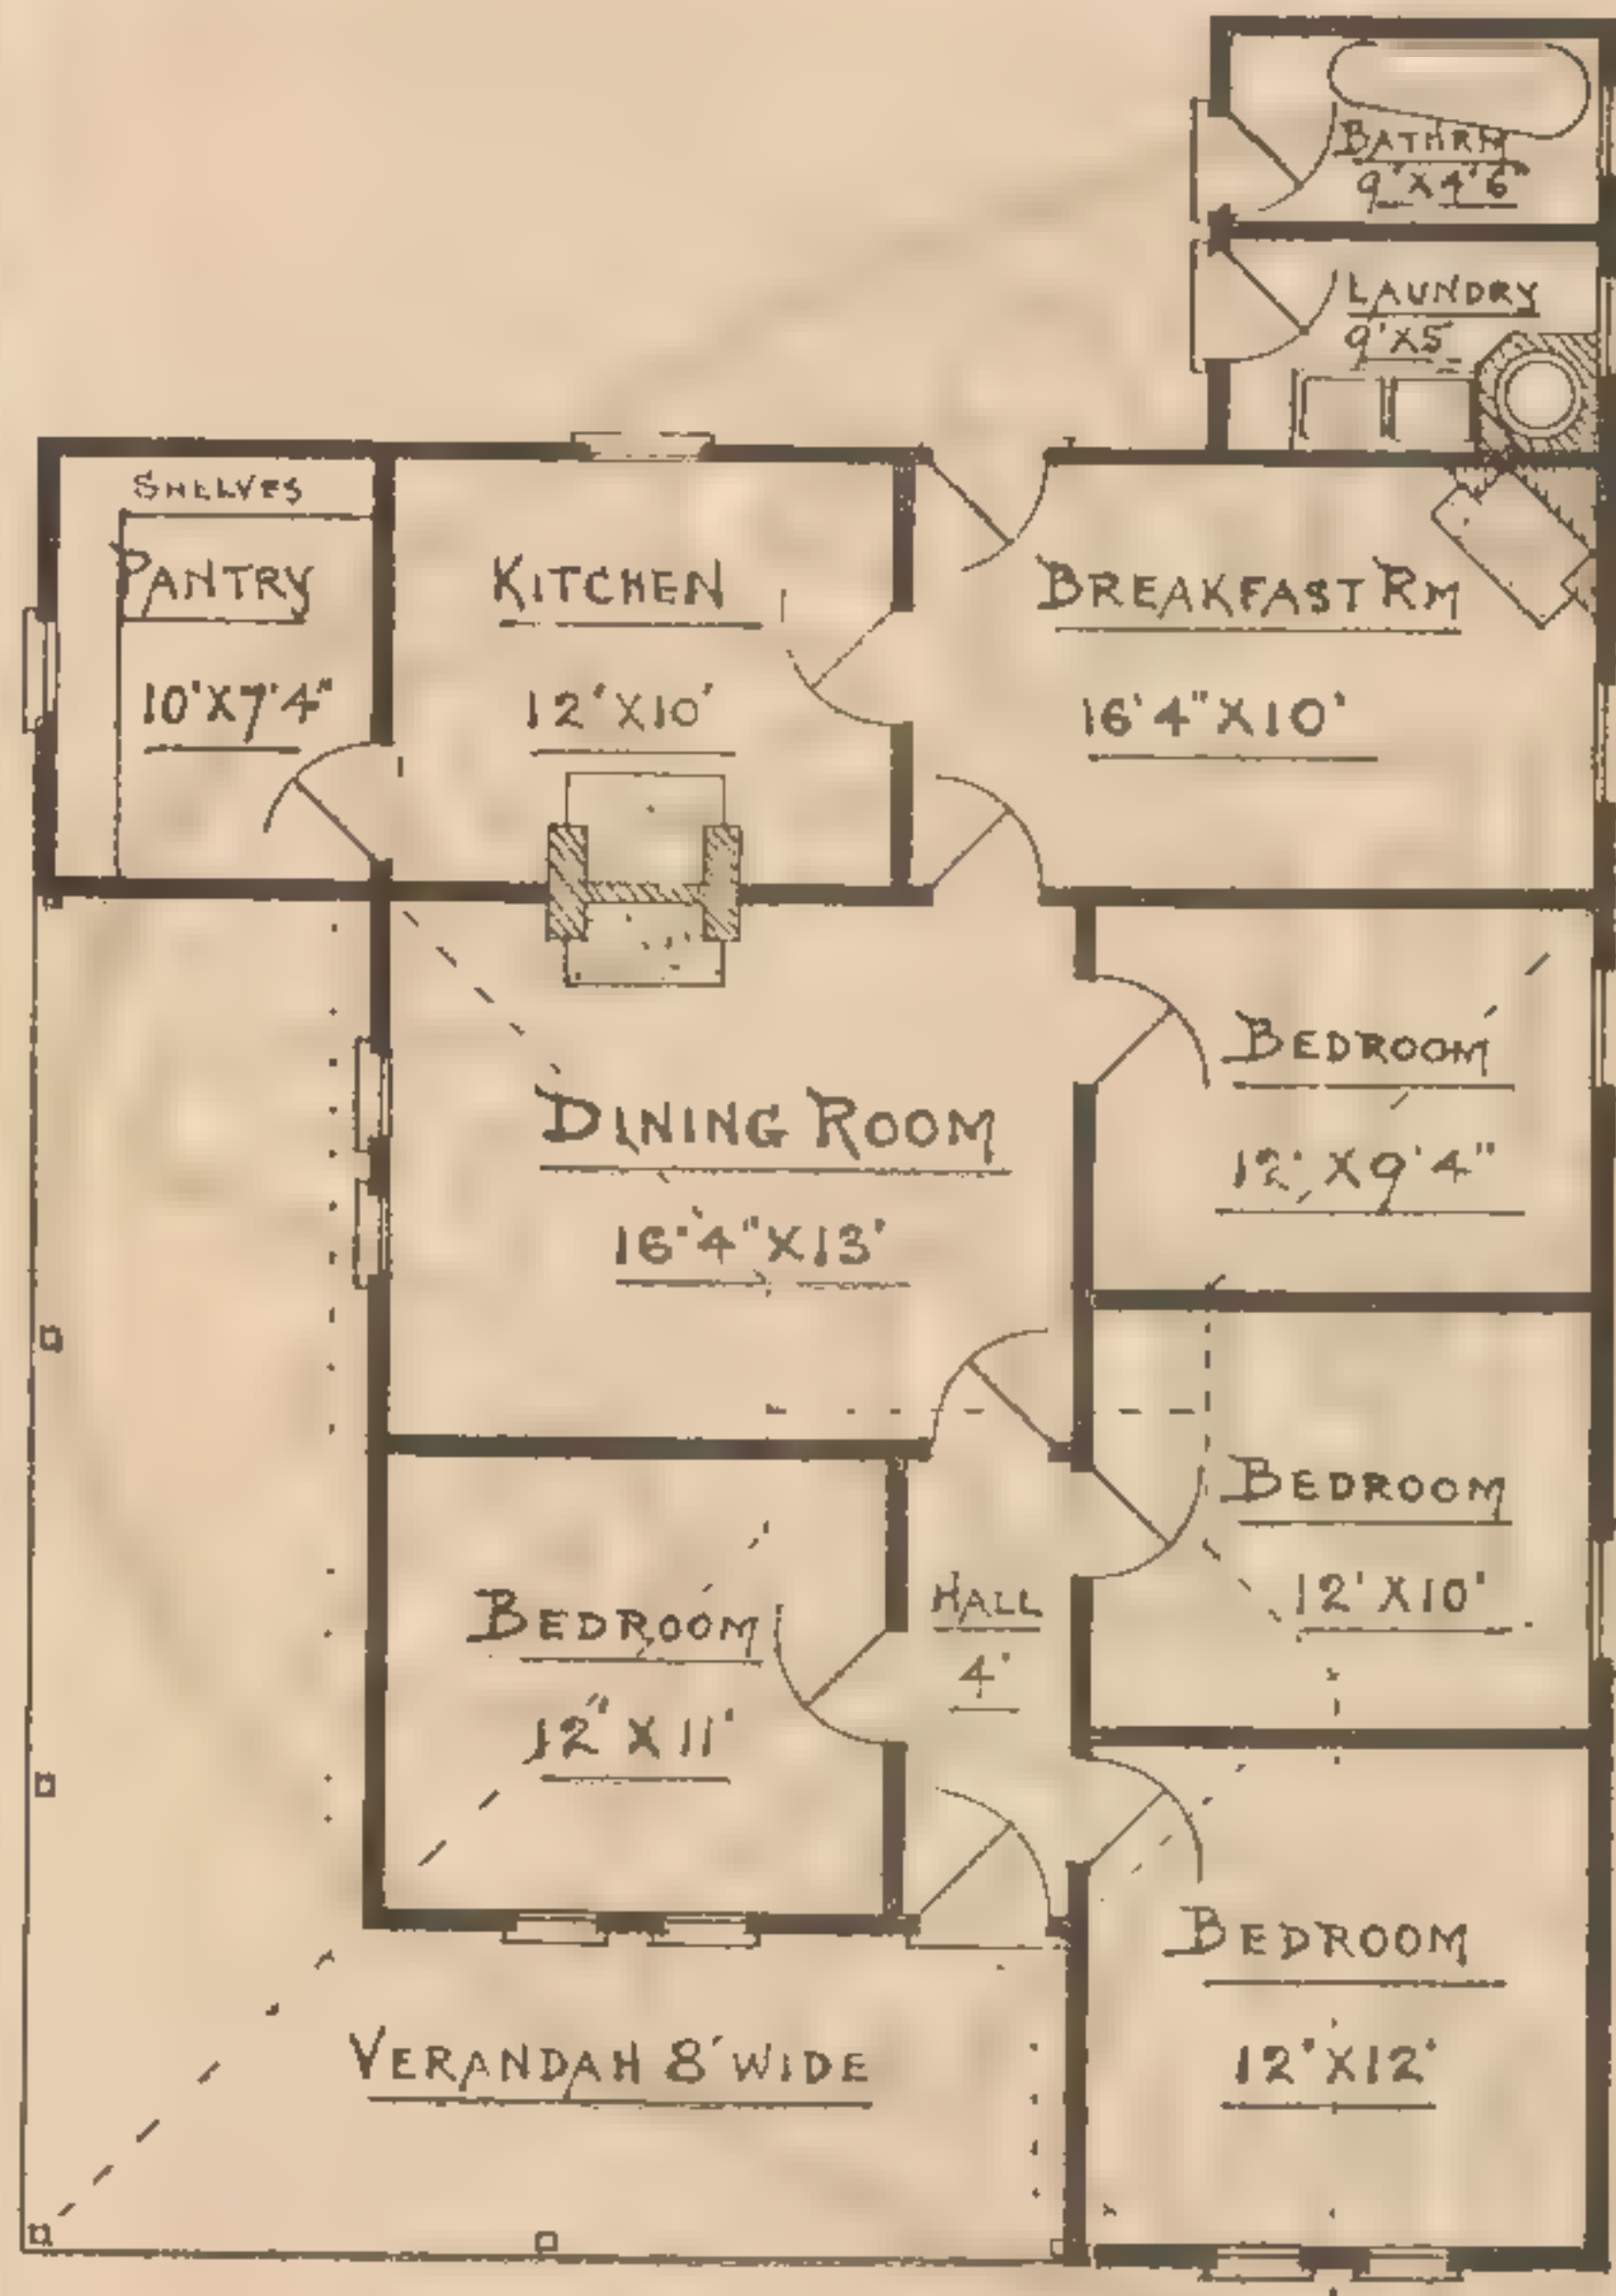 BATHRM
9'X4'6"
LAUNDRY
9'X5'
SHELVES
PANTRY
10'X7'4"
KITCHEN
12'X10'
BREAKFAST RM
16'4"X10'
DINING ROOM
16'4"X13'
BEDROOM
12'X9'4"
BEDROOM
12'X10'
BEDROOM
12"X11'
HALL
4'
BEDROOM
12'X12'
VERANDAH 8' WIDE